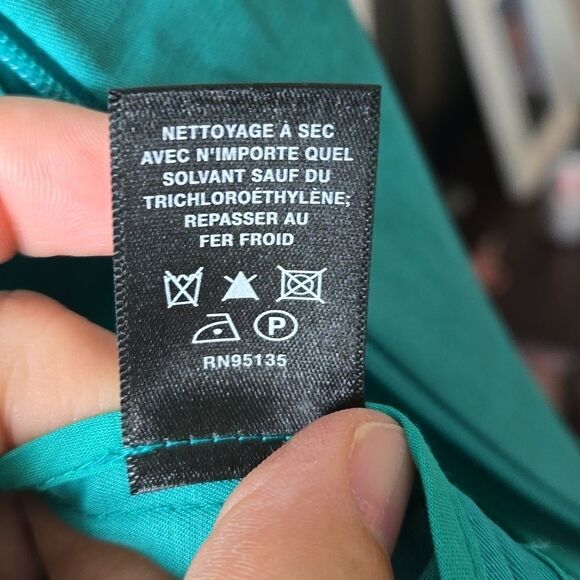 NETTOYAGE À SEC
AVEC N'IMPORTE QUEL
SOLVANT SAUF DU
TRICHLOROÉTHYLÈNE;
REPASSER AU
FER FROID
P
RN95135